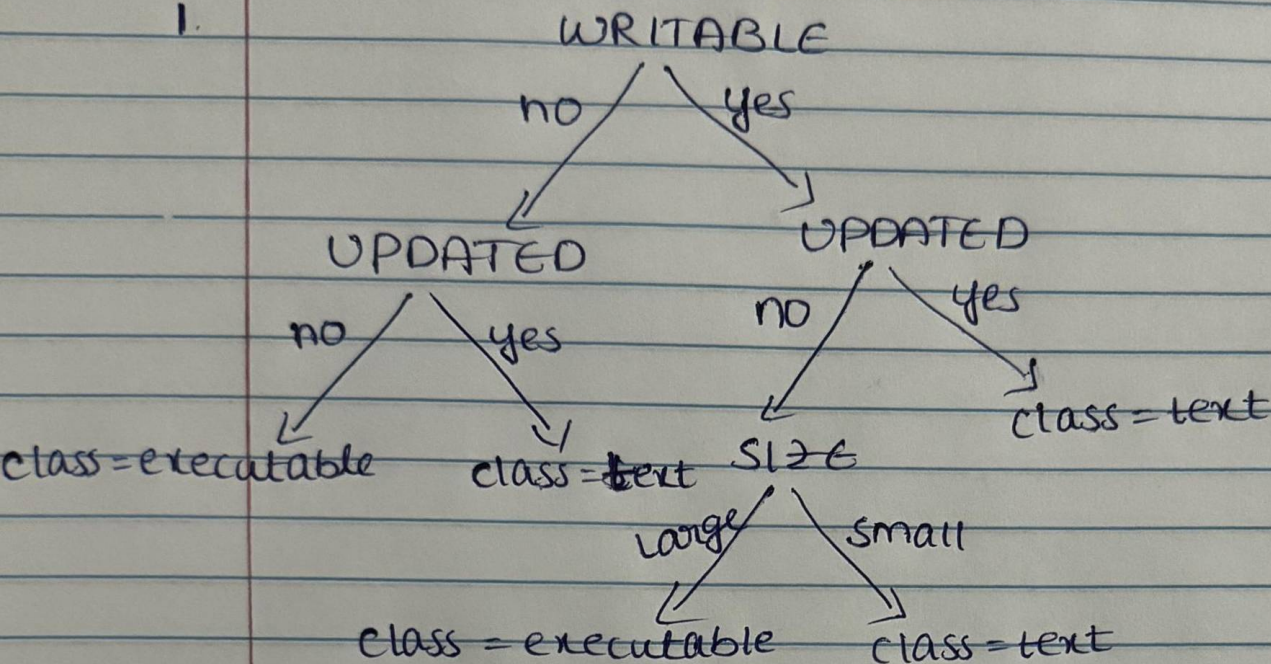 1.
WRITABLE
no yes
UPDATED UPDATED
no yes no yes
class = text
class = executable class = text SIZE
Large small
class = executable class = text